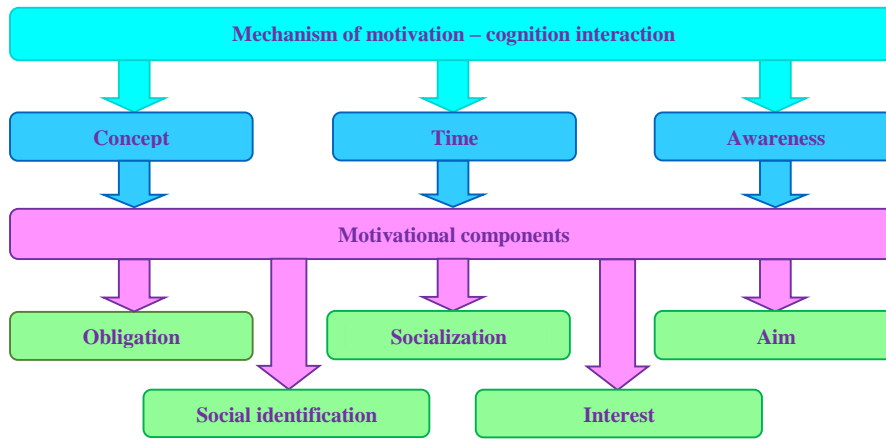 Mechanism of motivation – cognition interaction
Concept
Time
Awareness
Motivational components
Obligation
Socialization
Aim
Social identification
Interest